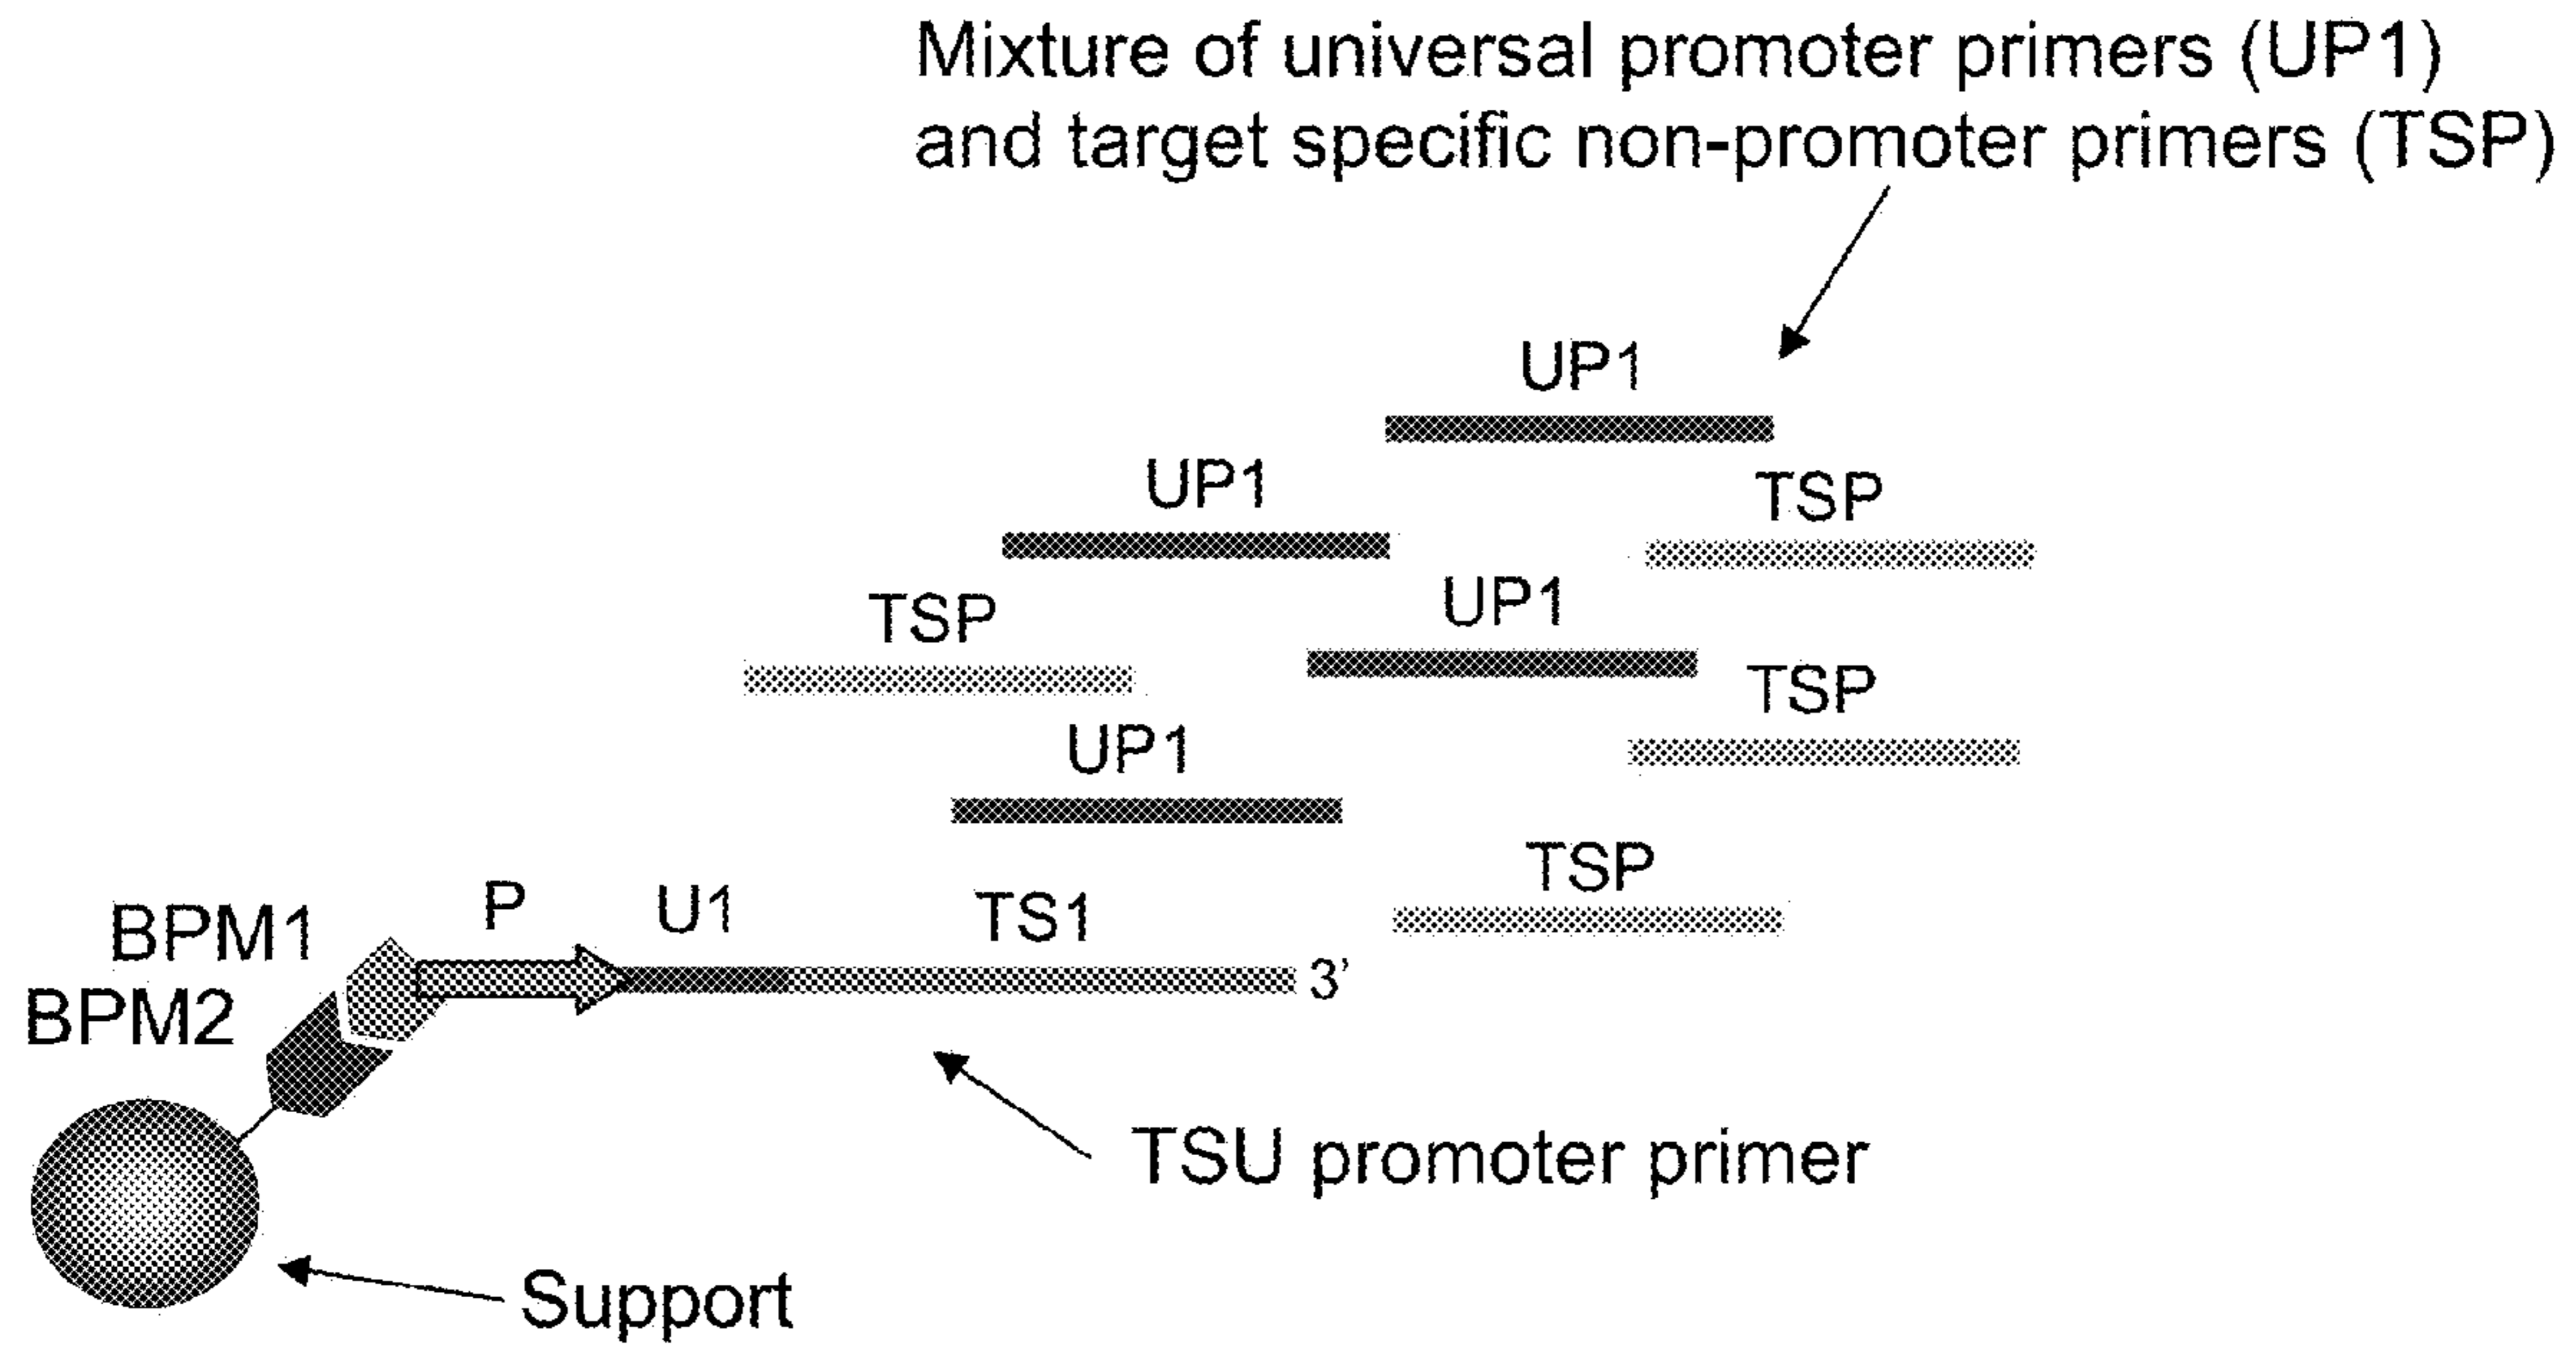 Mixture of universal promoter primers (UP1)
and target specific non-promoter primers (TSP)
UP1
UP1
TSP
TSP
UP1
TSP
UP1
TSP
P
U1
TS1
BPM1
3’
BPM2
TSU promoter primer
Support